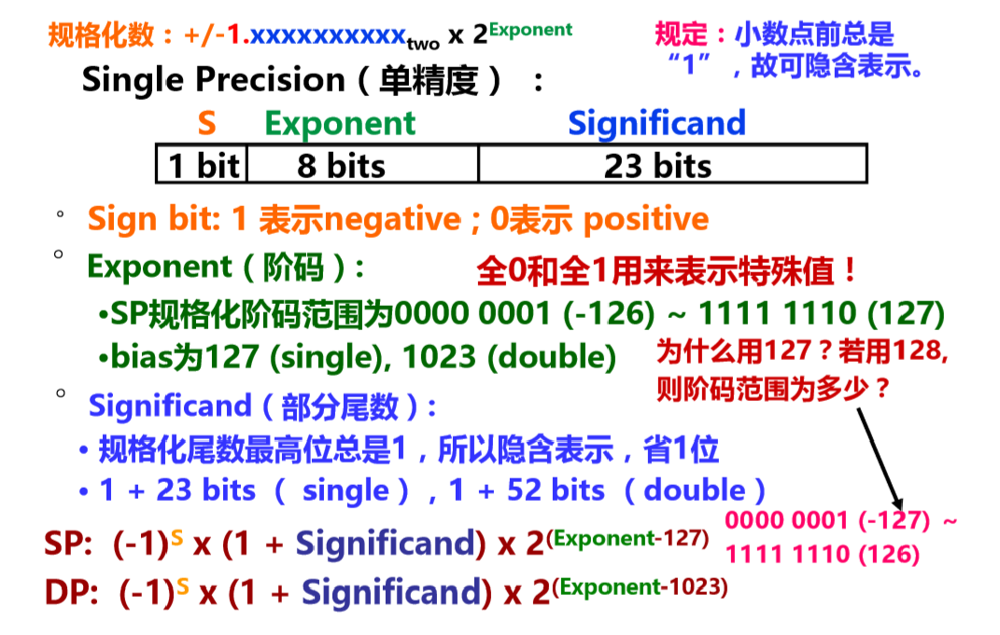 规格化数：+/-1.xxxxxxxxxxtwo x 2Exponent
规定：小数点前总是
“1”，故可隐含表示。
Single Precision（单精度）：
S Exponent Significand
1 bit 8 bits 23 bits
° Sign bit: 1 表示negative；0表示 positive
° Exponent（阶码）:
全0和全1用来表示特殊值！
•SP规格化阶码范围为0000 0001 (-126) ~ 1111 1110 (127)
•bias为127 (single), 1023 (double)
为什么用127？若用128,
则阶码范围为多少？
° Significand（部分尾数）:
• 规格化尾数最高位总是1，所以隐含表示，省1位
• 1 + 23 bits （ single），1 + 52 bits （double）
0000 0001 (-127) ~
1111 1110 (126)
SP: (-1)S x (1 + Significand) x 2(Exponent-127)
DP: (-1)S x (1 + Significand) x 2(Exponent-1023)